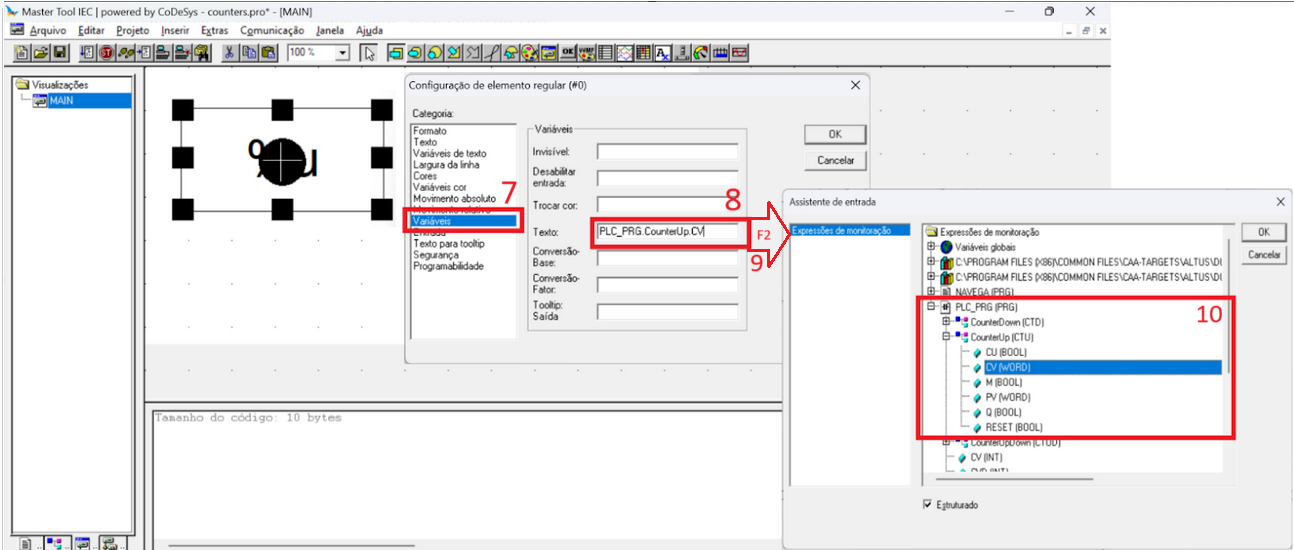 Master Tool IEC | powered by CoDeSys - counters.pro* - [MAIN]
Arquivo Editar Projeto Inserir Extras Comunicação Janela Ajuda
100 %
Visualizações
MAIN
Configuração de elemento regular (#0)
Categoria:
Formato
Texto
Variáveis de texto
Largura da linha
Cores
Variáveis cor
Movimento absoluto
Movimento relativo
Variáveis
Entrada
Texto para tooltip
Segurança
Programabilidade
7
Variáveis
Invisível:
Desabilitar
entrada:
Trocar cor:
8
Texto:
PLC_PRG.CounterUp.CV
F2
9
Conversão-
Base:
Conversão-
Fator:
Tooltip:
Saída
OK
Cancelar
Assistente de entrada
Expressões de monitoração
Expressões de monitoração
Variáveis globais
C:\PROGRAM FILES (X86)\COMMON FILES\CAA-TARGETS\ALTUS\DU
C:\PROGRAM FILES (X86)\COMMON FILES\CAA-TARGETS\ALTUS\DU
NAVEGA (PRG)
PLC_PRG (PRG)
10
CounterDown (CTD)
CounterUp (CTU)
CU (BOOL)
CV (WORD)
M (BOOL)
PV (WORD)
Q (BOOL)
RESET (BOOL)
CounterUpDown (CTUD)
CV (INT)
OK
Cancelar
Estruturado
Tamanho do código: 10 bytes